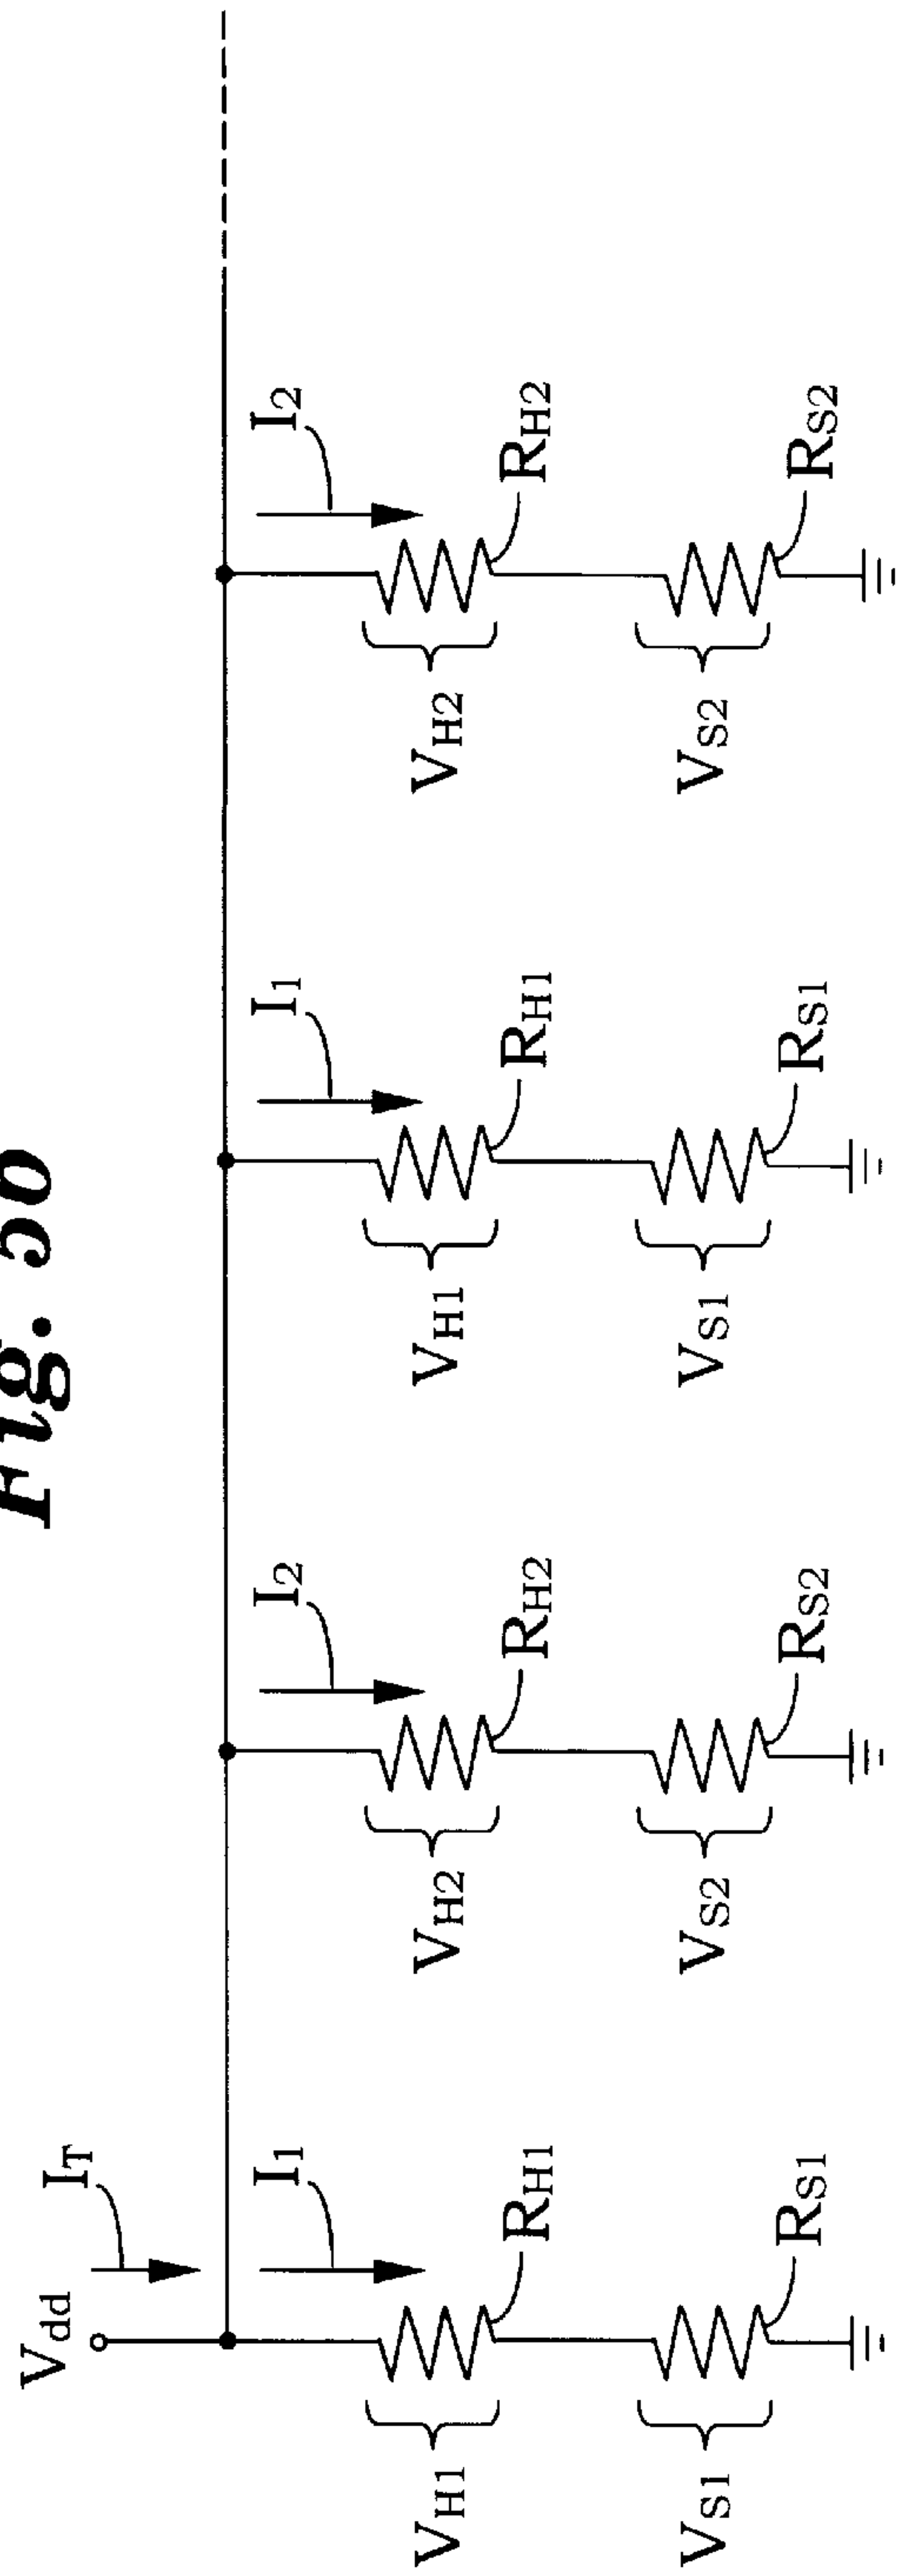 Fig.
Vdd IT
I1 I2 I1 I2
VH1 RH1 VH2 RH2 VH1 RH1 VH2 RH2
VS1 RS1 VS2 RS2 VS1 RS1 VS2 RS2